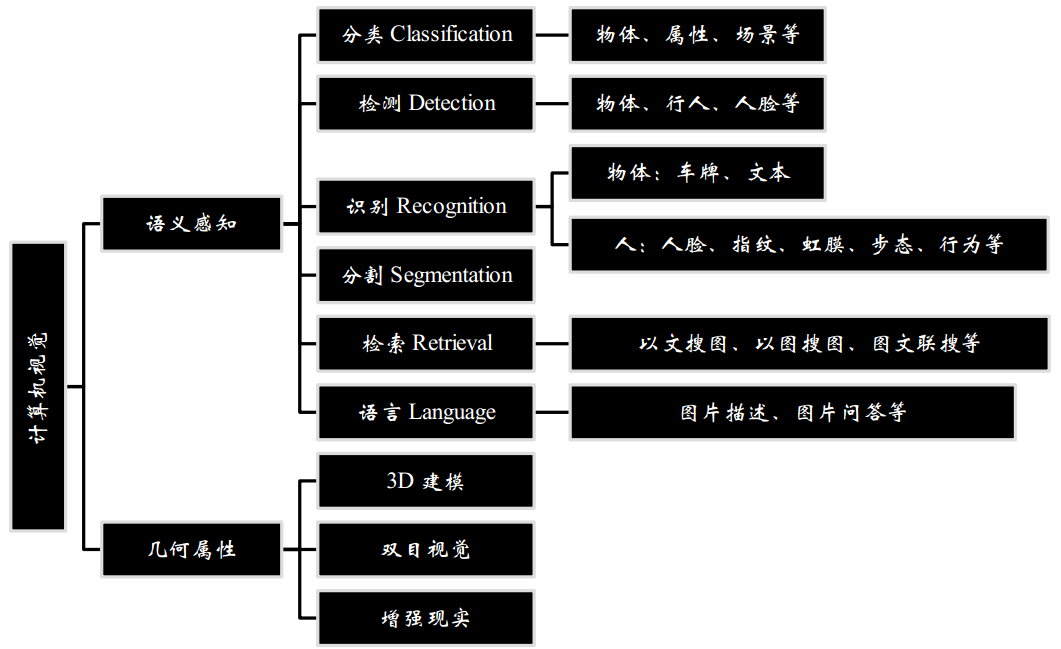 计算机视觉
语义感知
分类 Classification
物体、属性、场景等
检测 Detection
物体、行人、人脸等
识别 Recognition
物体：车牌、文本
人：人脸、指纹、虹膜、步态、行为等
分割 Segmentation
检索 Retrieval
以文搜图、以图搜图、图文联搜等
语言 Language
图片描述、图片问答等
几何属性
3D 建模
双目视觉
增强现实